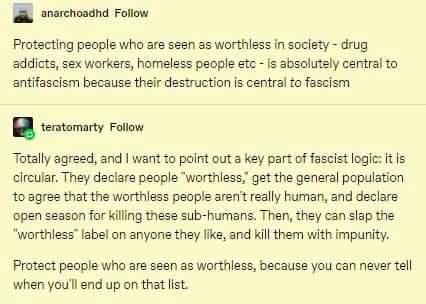 anarchoadhd Follow
Protecting people who are seen as worthless in society - drug
addicts, sex workers, homeless people etc - is absolutely central to
antifascism because their destruction is central to fascism
teratomarty Follow
Totally agreed, and I want to point out a key part of fascist logic: it is
circular. They declare people "worthless," get the general population
to agree that the worthless people aren't really human, and declare
open season for killing these sub-humans. Then, they can slap the
"worthless" label on anyone they like, and kill them with impunity.
Protect people who are seen as worthless, because you can never tell
when you'll end up on that list.